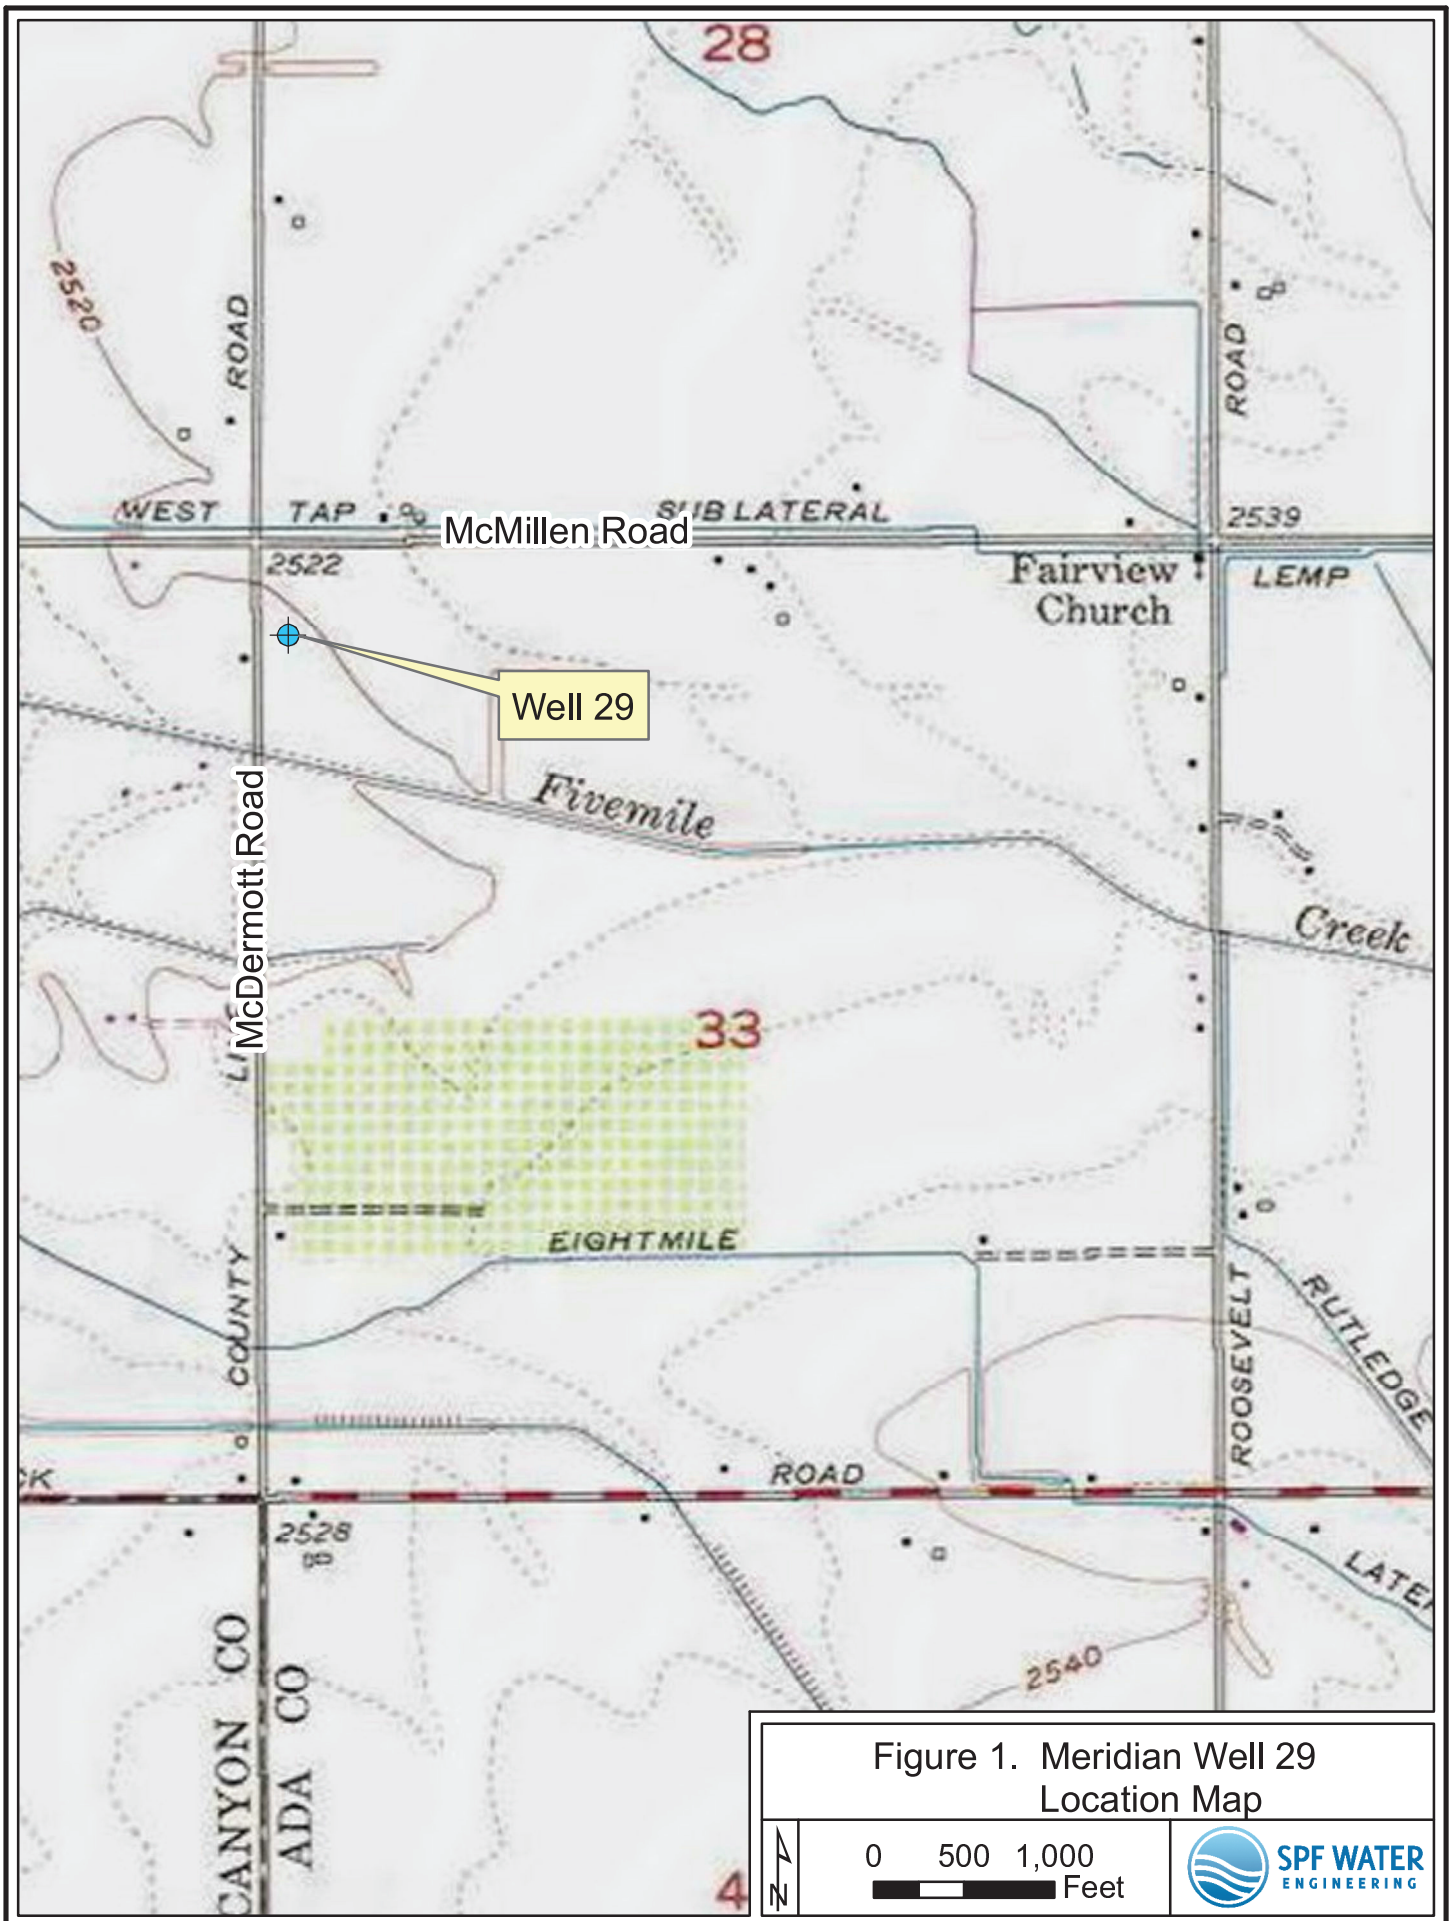 28
2520
ROAD
ROAD
WEST TAP SUB LATERAL
McMillen Road
2539
2522
Fairview
Church
LEMP
Well 29
Fivemile
McDermott Road
Creek
33
EIGHTMILE
COUNTY
ROOSEVELT
RUTLEDGE
ROAD
2528
2540
CANYON CO
ADA CO
4
Figure 1. Meridian Well 29
Location Map
N
0 500 1,000
Feet
SPF WATER
ENGINEERING